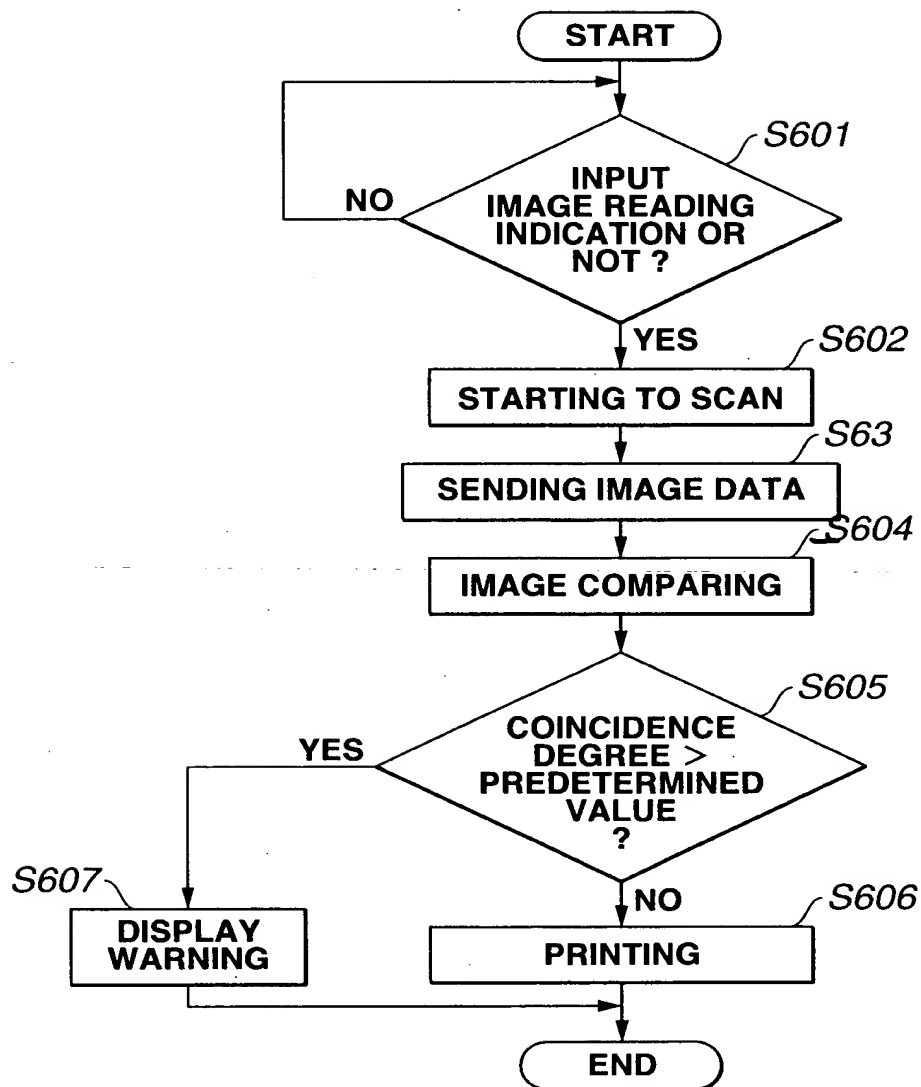 START
S601
INPUT
IMAGE READING
INDICATION OR
NOT ?
NO
YES
S602
STARTING TO SCAN
S63
SENDING IMAGE DATA
S604
IMAGE COMPARING
S605
COINCIDENCE
DEGREE >
PREDETERMINED
VALUE
?
YES
NO
S607
DISPLAY
WARNING
S606
PRINTING
END